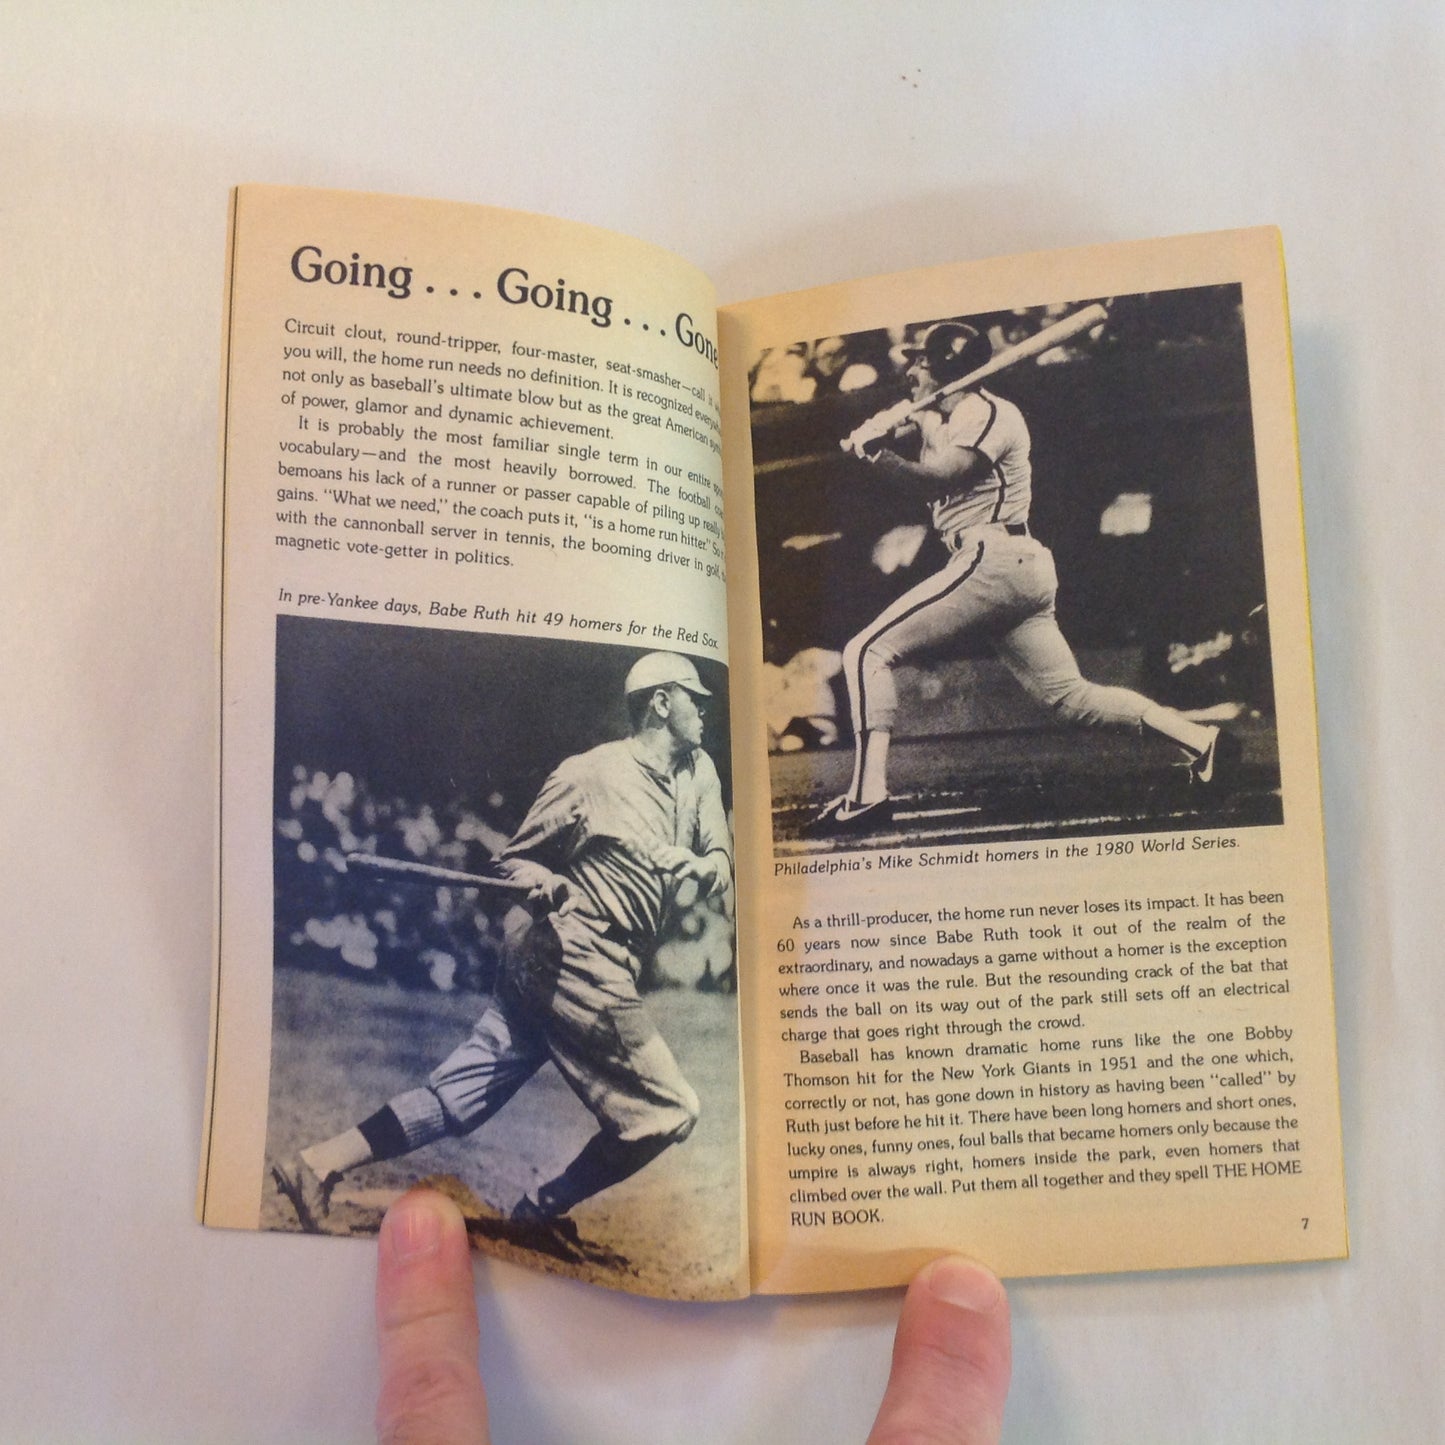 Going . . . Going . . . Gone
Circuit clout, round-tripper, four-master, seat-smasher—call it
you will, the home run needs no definition. It is recognized
not only as baseball's ultimate blow but as the great American
of power, glamor and dynamic achievement.
It is probably the most familiar single term in our entire
vocabulary—and the most heavily borrowed. The football
bemoans his lack of a runner or passer capable of piling up really
gains. "What we need," the coach puts it, "is a home run hitter." So
with the cannonball server in tennis, the booming driver in golf,
magnetic vote-getter in politics.
In pre-Yankee days, Babe Ruth hit 49 homers for the Red Sox.
Philadelphia's Mike Schmidt homers in the 1980 World Series.
As a thrill-producer, the home run never loses its impact. It has been
60 years now since Babe Ruth took it out of the realm of the
extraordinary, and nowadays a game without a homer is the exception
where once it was the rule. But the resounding crack of the bat that
sends the ball on its way out of the park still sets off an electrical
charge that goes right through the crowd.
Baseball has known dramatic home runs like the one Bobby
Thomson hit for the New York Giants in 1951 and the one which,
correctly or not, has gone down in history as having been "called" by
Ruth just before he hit it. There have been long homers and short ones,
lucky ones, funny ones, foul balls that became homers only because the
umpire is always right, homers inside the park, even homers that
climbed over the wall. Put them all together and they spell THE HOME
RUN BOOK.
7